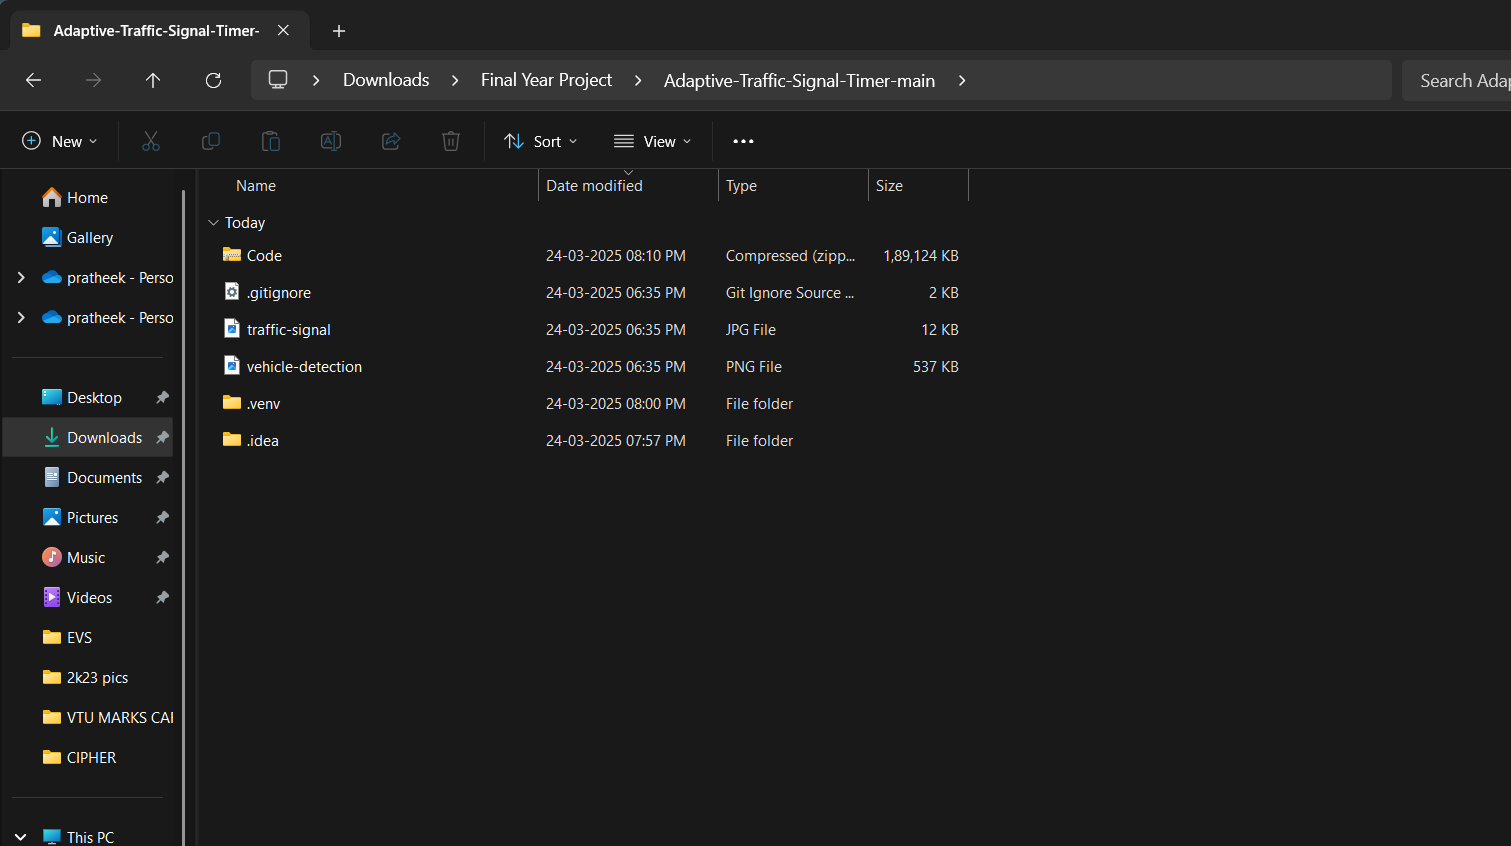 Adaptive-Traffic-Signal-Timer-
Downloads Final Year Project Adaptive-Traffic-Signal-Timer-main Search Adap
New Sort View
Name Date modified Type Size
Today
Code 24-03-2025 08:10 PM Compressed (zipp... 1,89,124 KB
.gitignore 24-03-2025 06:35 PM Git Ignore Source ... 2 KB
traffic-signal 24-03-2025 06:35 PM JPG File 12 KB
vehicle-detection 24-03-2025 06:35 PM PNG File 537 KB
.venv 24-03-2025 08:00 PM File folder
.idea 24-03-2025 07:57 PM File folder
Home
Gallery
pratheek - Perso
pratheek - Perso
Desktop
Downloads
Documents
Pictures
Music
Videos
EVS
2k23 pics
VTU MARKS CAR
CIPHER
This PC